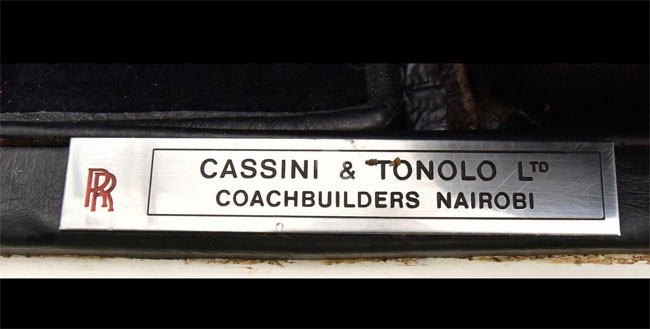 RR
CASSINI & TONOLO LTD
COACHBUILDERS NAIROBI